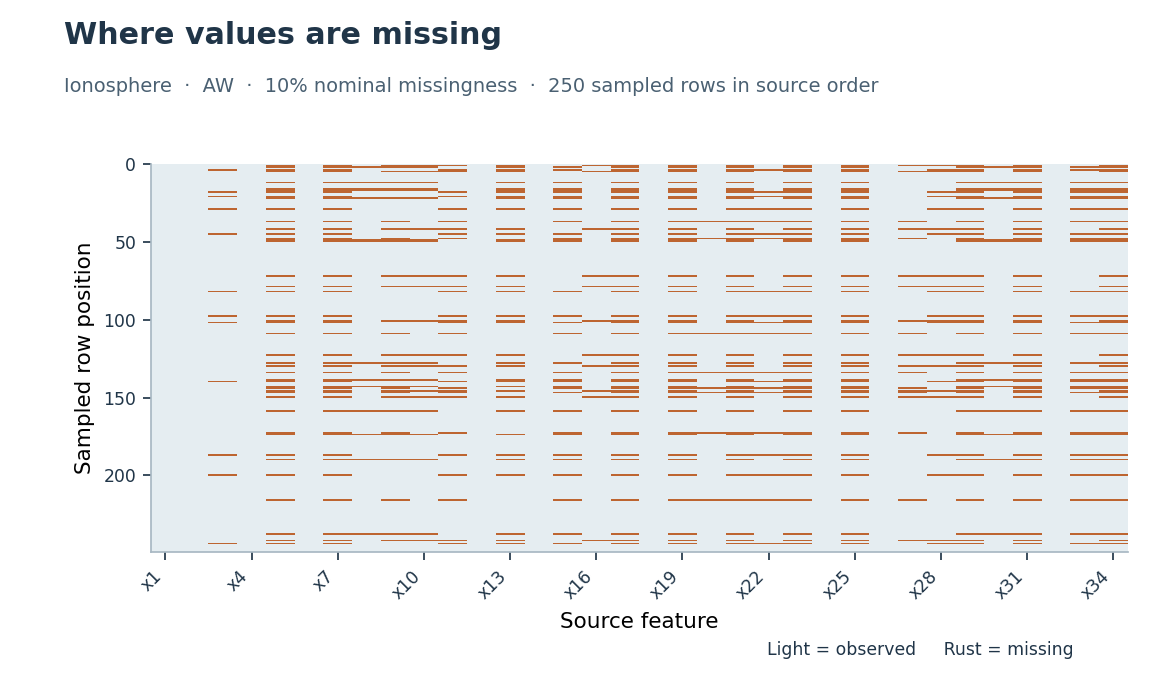 Where values are missing
Ionosphere · AW · 10% nominal missingness · 250 sampled rows in source order
0
50
100
150
200
Sampled row position
x1 x4 x7 x10 x13 x16 x19 x22 x25 x28 x31 x34
Source feature
Light = observed Rust = missing